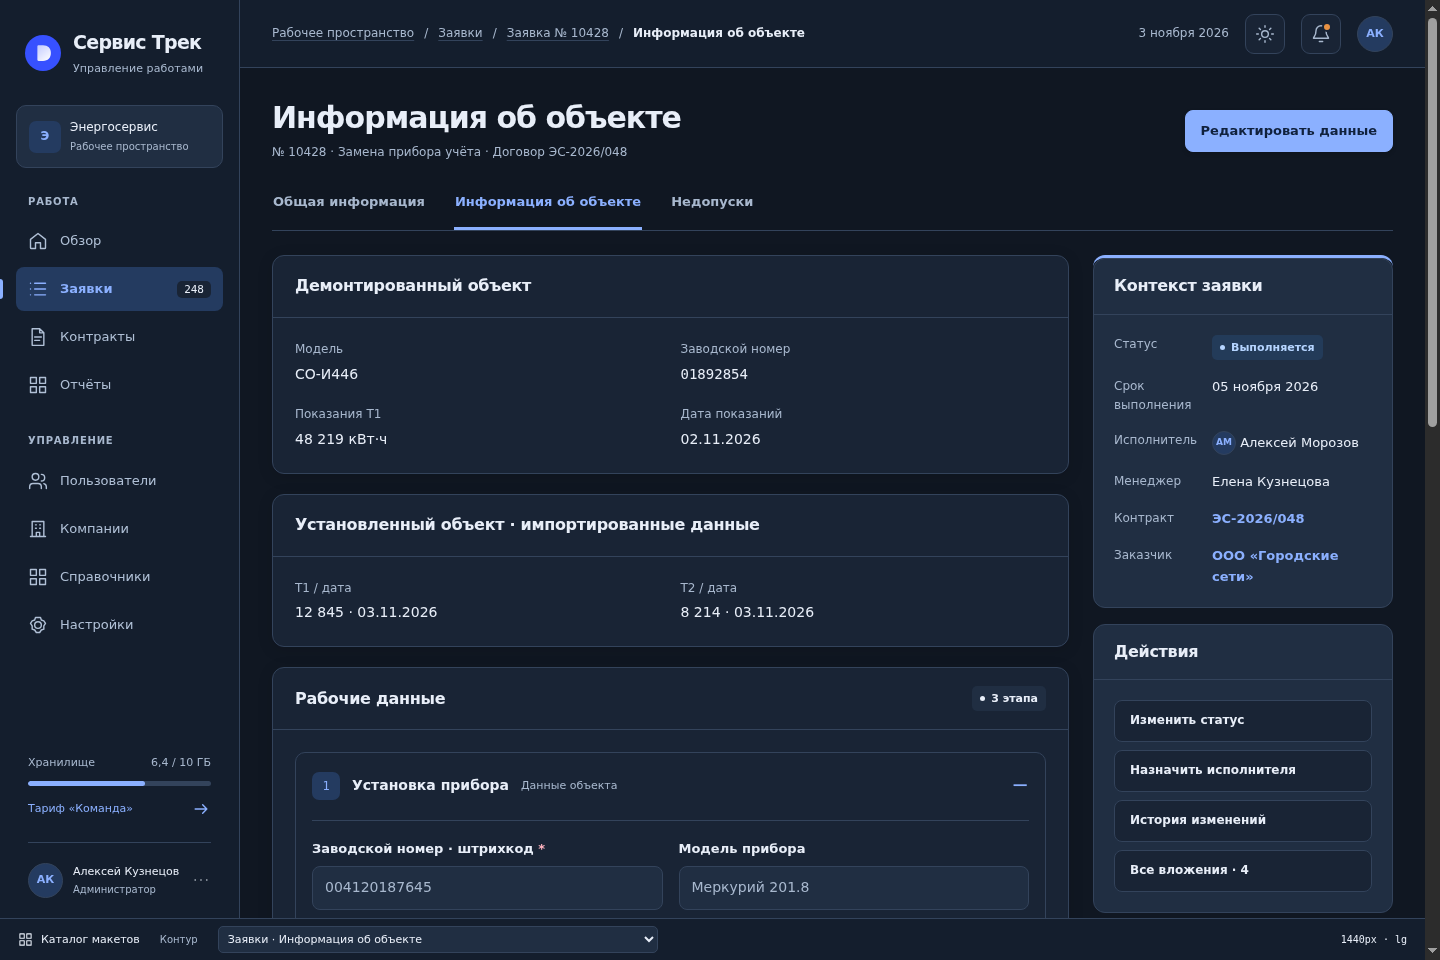 Сервис Трек
Управление работами
Э
Энергосервис
Рабочее пространство
РАБОТА
Обзор
Заявки 248
Контракты
Отчёты
УПРАВЛЕНИЕ
Пользователи
Компании
Справочники
Настройки
Хранилище 6,4 / 10 ГБ
Тариф «Команда»
АК
Алексей Кузнецов
Администратор
Рабочее пространство / Заявки / Заявка № 10428 / Информация об объекте
3 ноября 2026
АК
Информация об объекте
№ 10428 · Замена прибора учёта · Договор ЭС-2026/048
Редактировать данные
Общая информация Информация об объекте Недопуски
Демонтированный объект
Модель Заводской номер
СО-И446 01892854
Показания Т1 Дата показаний
48 219 кВт·ч 02.11.2026
Установленный объект · импортированные данные
Т1 / дата Т2 / дата
12 845 · 03.11.2026 8 214 · 03.11.2026
Рабочие данные 3 этапа
1 Установка прибора Данные объекта
Заводской номер · штрихкод * Модель прибора
004120187645 Меркурий 201.8
Контекст заявки
Статус Выполняется
Срок выполнения 05 ноября 2026
Исполнитель АМ Алексей Морозов
Менеджер Елена Кузнецова
Контракт ЭС-2026/048
Заказчик ООО «Городские сети»
Действия
Изменить статус
Назначить исполнителя
История изменений
Все вложения · 4
Каталог макетов Контур Заявки · Информация об объекте 1440px · lg